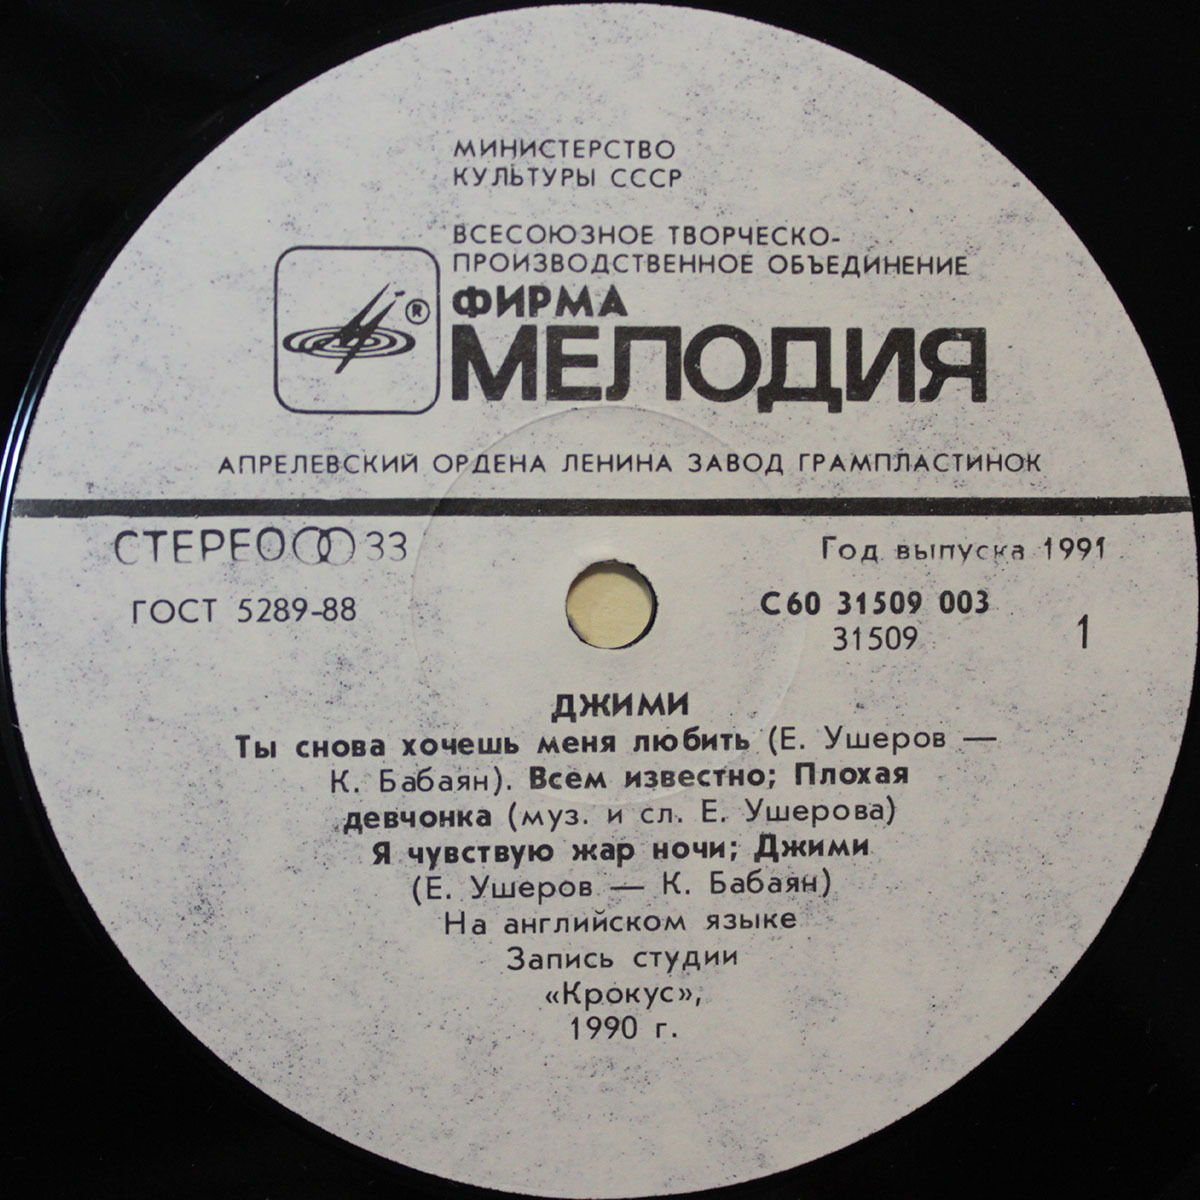 МИНИСТЕРСТВО
КУЛЬТУРЫ СССР
ВСЕСОЮЗНОЕ ТВОРЧЕСКО-
ПРОИЗВОДСТВЕННОЕ ОБЪЕДИНЕНИЕ
®
ФИРМА
МЕЛОДИЯ
АПРЕЛЕВСКИЙ ОРДЕНА ЛЕНИНА ЗАВОД ГРАМПЛАСТИНОК
СТЕРЕО 33
Год выпуска 1991
ГОСТ 5289-88
С60 31509 003
31509
1
ДЖИМИ
Ты снова хочешь меня любить (Е. Ушеров —
К. Бабаян). Всем известно; Плохая
девчонка (муз. и сл. Е. Ушерова)
Я чувствую жар ночи; Джими
(Е. Ушеров — К. Бабаян)
На английском языке
Запись студии
«Крокус»,
1990 г.